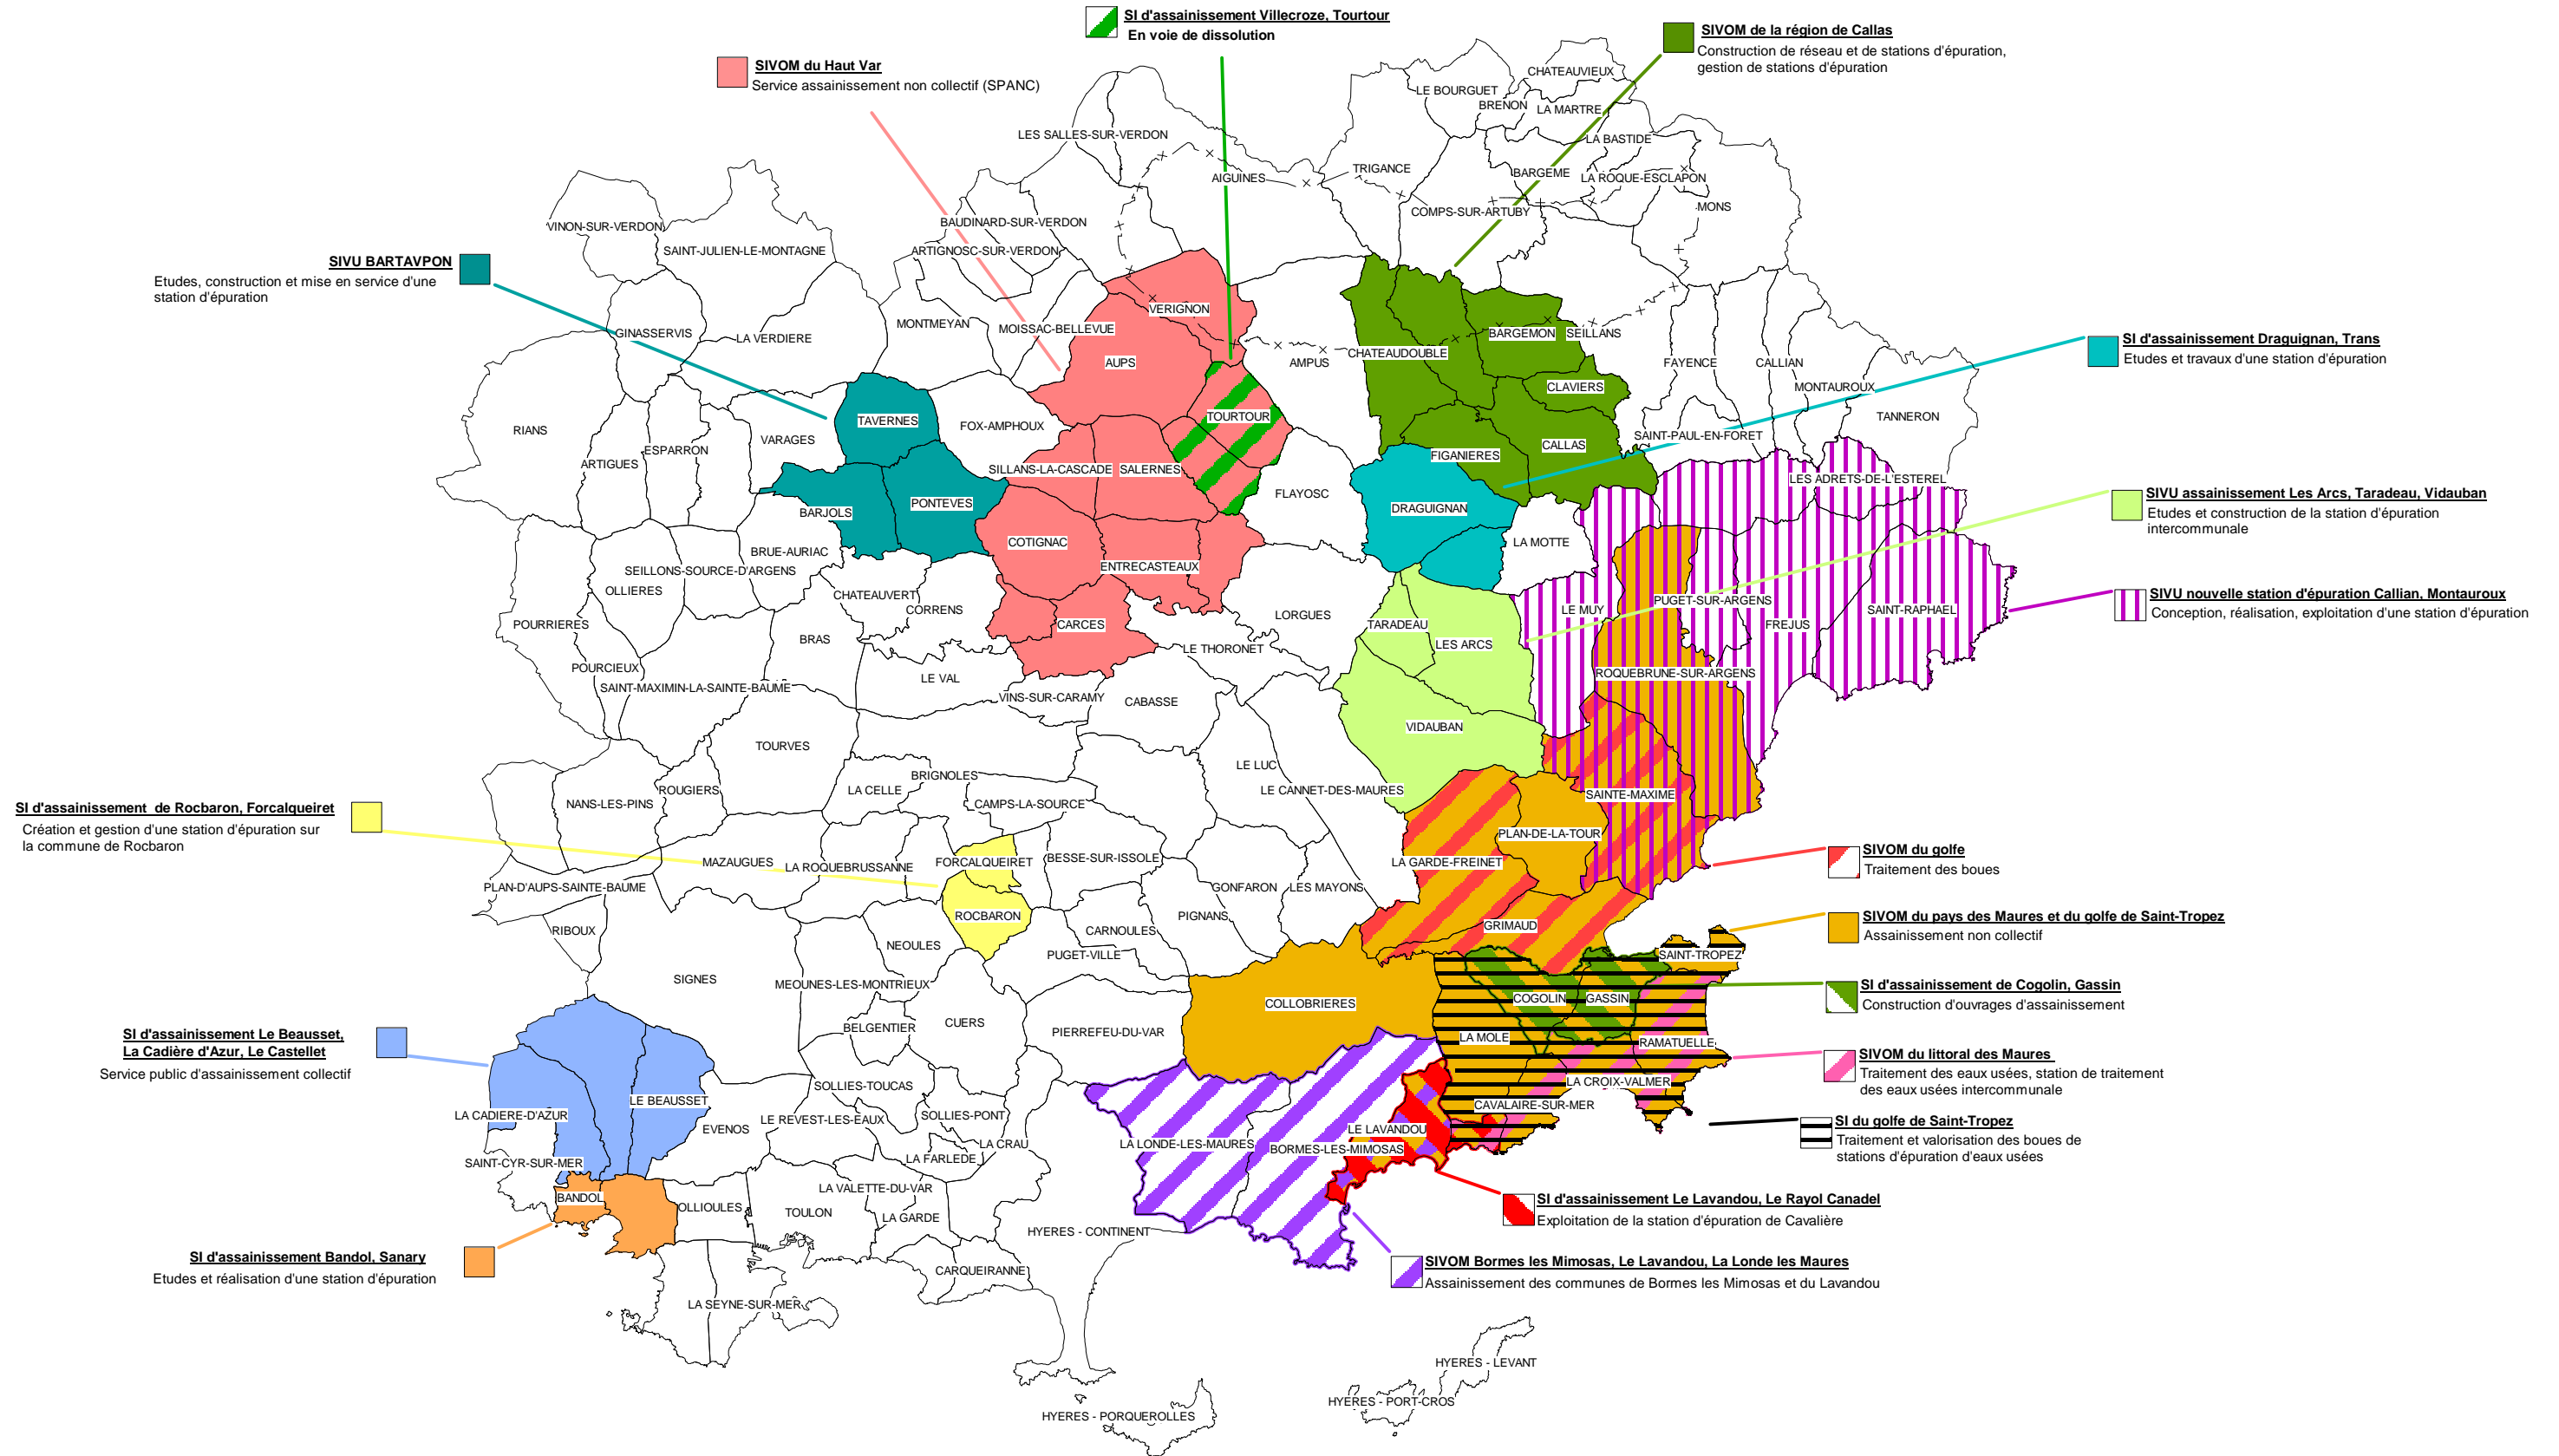 SI d'assainissement Villecroze, Tourtour
En voie de dissolution
SIVOM de la région de Callas
Construction de réseau et de stations d'épuration,
gestion de stations d'épuration
SIVOM du Haut Var
Service assainissement non collectif (SPANC)
SIVU BARTAVPON
Etudes, construction et mise en service d'une
station d'épuration
SI d'assainissement Draguignan, Trans
Etudes et travaux d'une station d'épuration
SIVU assainissement Les Arcs, Taradeau, Vidauban
Etudes et construction de la station d'épuration
intercommunale
SIVU nouvelle station d'épuration Callian, Montauroux
Conception, réalisation, exploitation d'une station d'épuration
SI d'assainissement de Rocbaron, Forcalqueiret
Création et gestion d'une station d'épuration sur
la commune de Rocbaron
SIVOM du golfe
Traitement des boues
SIVOM du pays des Maures et du golfe de Saint-Tropez
Assainissement non collectif
SI d'assainissement de Cogolin, Gassin
Construction d'ouvrages d'assainissement
SI d'assainissement Le Beausset,
La Cadière d'Azur, Le Castellet
Service public d'assainissement collectif
SIVOM du littoral des Maures
Traitement des eaux usées, station de traitement
des eaux usées intercommunale
SI du golfe de Saint-Tropez
Traitement et valorisation des boues de
stations d'épuration d'eaux usées
SI d'assainissement Le Lavandou, Le Rayol Canadel
Exploitation de la station d'épuration de Cavalière
SIVOM Bormes les Mimosas, Le Lavandou, La Londe les Maures
Assainissement des communes de Bormes les Mimosas et du Lavandou
SI d'assainissement Bandol, Sanary
Etudes et réalisation d'une station d'épuration
CHATEAUVIEUX
LE BOURGUET
BRENON
LA MARTRE
LES SALLES-SUR-VERDON
LA BASTIDE
TRIGANCE
AIGUINES
BARGEME
LA ROQUE-ESCLAPON
COMPS-SUR-ARTUBY
MONS
BAUDINARD-SUR-VERDON
VINON-SUR-VERDON
SAINT-JULIEN-LE-MONTAGNE
ARTIGNOSC-SUR-VERDON
VERIGNON
MONTMEYAN
MOISSAC-BELLEVUE
GINASSERVIS
LA VERDIERE
BARGEMON
SEILLANS
CHATEAUDOUBLE
AUPS
AMPUS
FAYENCE
CALLIAN
CLAVIERS
MONTAUROUX
TANNERON
TOURTOUR
TAVERNES
FOX-AMPHOUX
RIANS
VARAGES
ESPARRON
ARTIGUES
SAINT-PAUL-EN-FORET
CALLAS
FIGANIERES
SILLANS-LA-CASCADE
SALERNES
LES ADRETS-DE-L'ESTEREL
FLAYOSC
PONTEVES
BARJOLS
DRAGUIGNAN
COTIGNAC
LA MOTTE
BRUE-AURIAC
ENTRECASTEAUX
SEILLONS-SOURCE-D'ARGENS
OLLIERES
CHATEAUVERT
CORRENS
LE MUY
PUGET-SUR-ARGENS
SAINT-RAPHAEL
LORGUES
POURRIERES
CARCES
TARADEAU
FREJUS
BRAS
LES ARCS
LE THORONET
POURCIEUX
ROQUEBRUNE-SUR-ARGENS
LE VAL
SAINT-MAXIMIN-LA-SAINTE-BAUME
VINS-SUR-CARAMY
CABASSE
VIDAUBAN
TOURVES
LE LUC
BRIGNOLES
ROUGIERS
LA CELLE
LE CANNET-DES-MAURES
SAINTE-MAXIME
NANS-LES-PINS
CAMPS-LA-SOURCE
PLAN-DE-LA-TOUR
MAZAUGUES
LA ROQUEBRUSSANNE
FORCALQUEIRET
BESSE-SUR-ISSOLE
LA GARDE-FREINET
PLAN-D'AUPS-SAINTE-BAUME
GONFARON
LES MAYONS
ROCBARON
PIGNANS
RIBOUX
CARNOULES
GRIMAUD
NEOULES
PUGET-VILLE
SAINT-TROPEZ
SIGNES
MEOUNES-LES-MONTRIEUX
COLLOBRIERES
COGOLIN
GASSIN
CUERS
BELGENTIER
PIERREFEU-DU-VAR
LA MOLE
RAMATUELLE
LA CROIX-VALMER
SOLLIES-TOUCAS
LE BEAUSSET
CAVALAIRE-SUR-MER
LA CADIERE-D'AZUR
LE REVEST-LES-EAUX
SOLLIES-PONT
EVENOS
LE LAVANDOU
LA CRAU
LA LONDE-LES-MAURES
BORMES-LES-MIMOSAS
LA FARLEDE
SAINT-CYR-SUR-MER
LA VALETTE-DU-VAR
BANDOL
OLLIOULES
TOULON
LA GARDE
HYERES - CONTINENT
CARQUEIRANNE
LA SEYNE-SUR-MER
HYERES - LEVANT
HYERES - PORT-CROS
HYERES - PORQUEROLLES